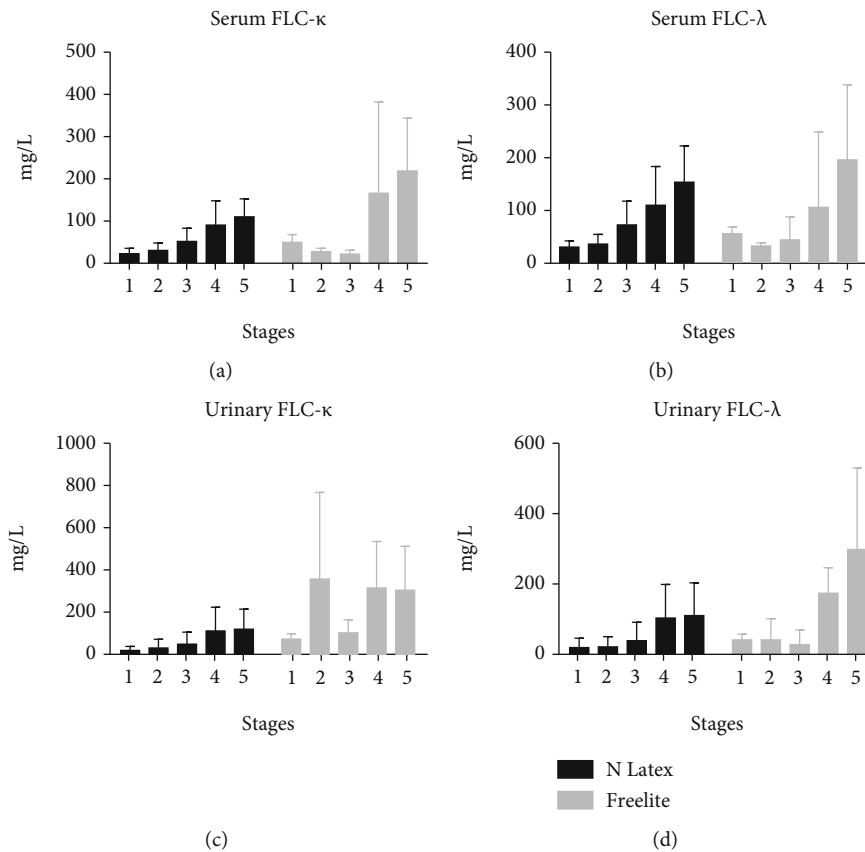 Serum FLC-κ
500
400
300
200
100
0
mg/L
1 2 3 4 5 1 2 3 4 5
Stages
(a)
Serum FLC-λ
400
300
200
100
0
mg/L
1 2 3 4 5 1 2 3 4 5
Stages
(b)
Urinary FLC-κ
1000
800
600
400
200
0
mg/L
1 2 3 4 5 1 2 3 4 5
Stages
(c)
Urinary FLC-λ
600
400
200
0
mg/L
1 2 3 4 5 1 2 3 4 5
Stages
N Latex
Freelite
(d)